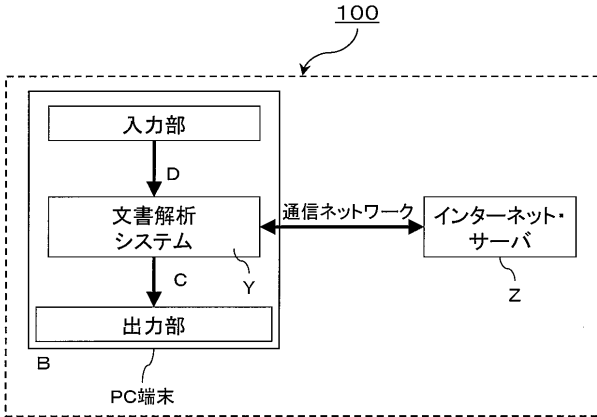 100
入力部
D
文書解析
システム
Y
通信ネットワーク
インターネット・
サーバ
Z
C
出力部
B
PC端末